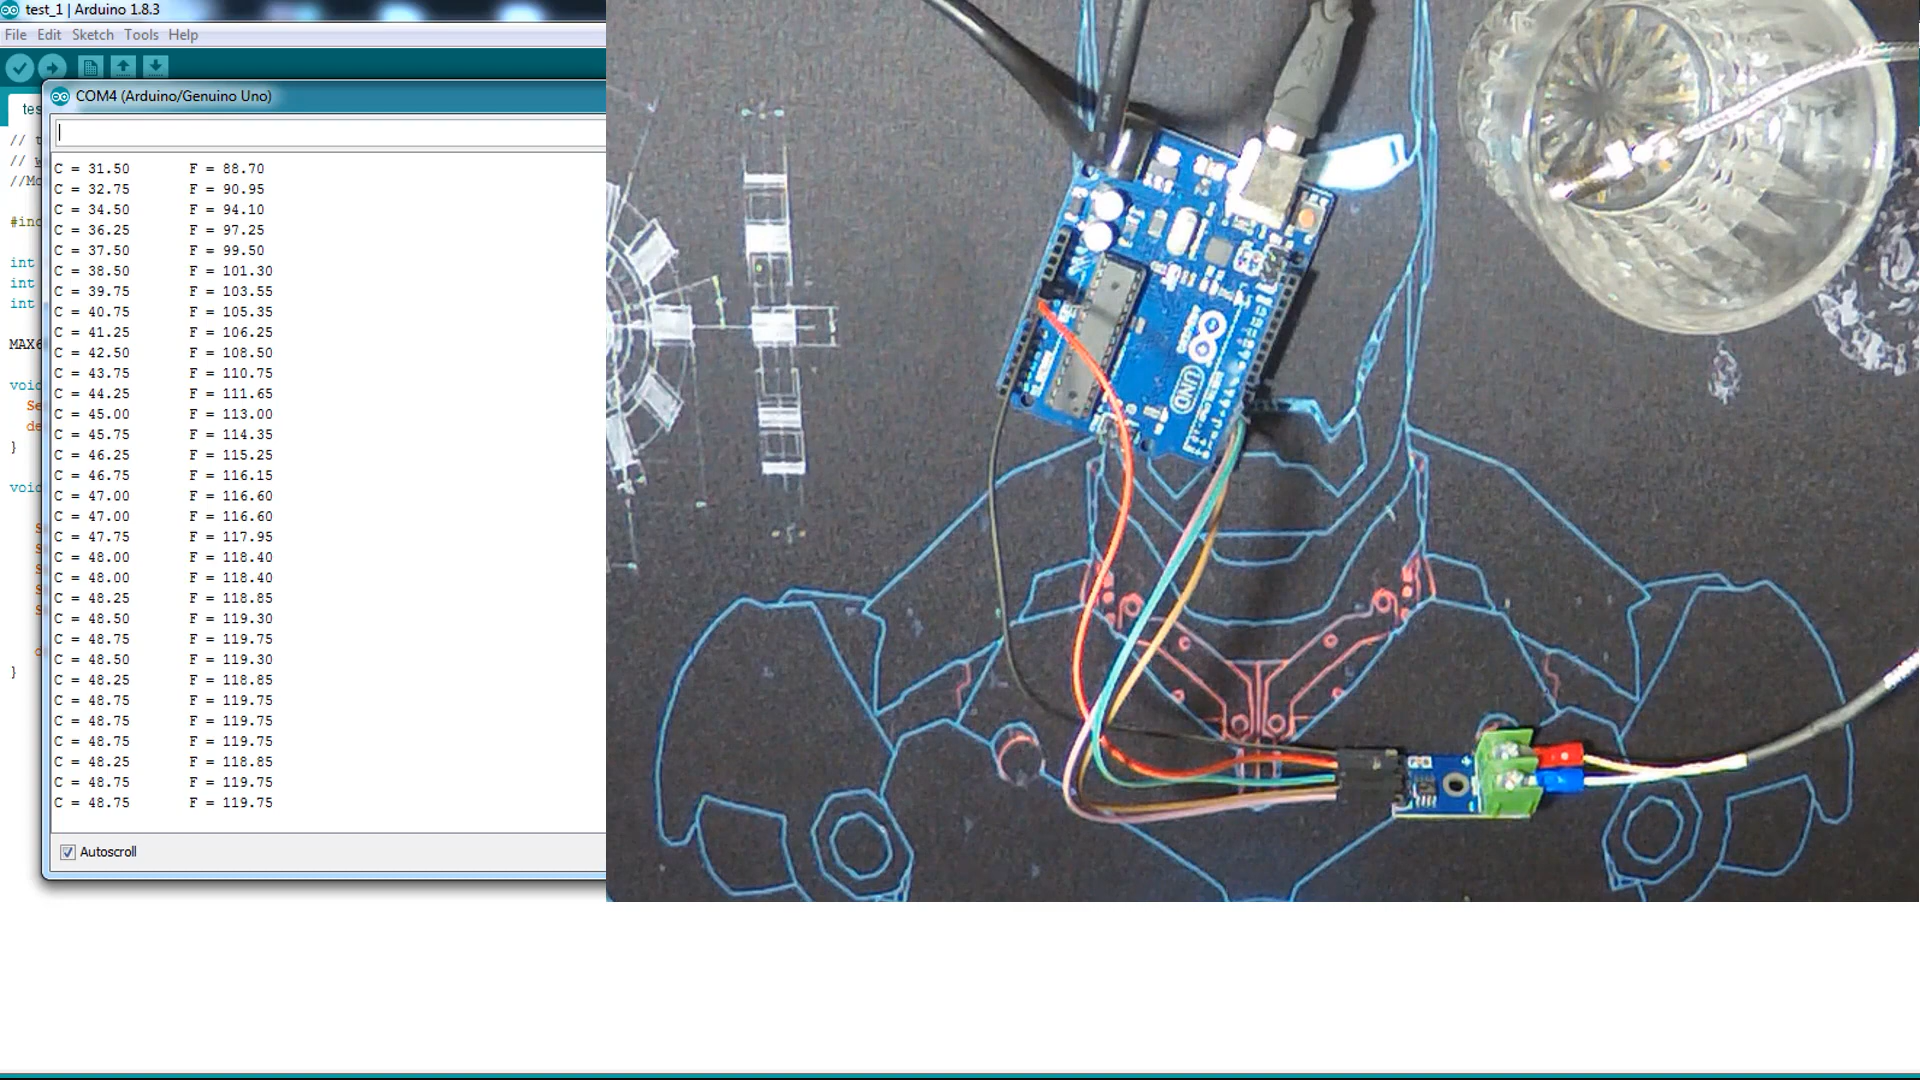 test_1 | Arduino 1.8.3
File Edit Sketch Tools Help
COM4 (Arduino/Genuino Uno)
C = 31.50 F = 88.70
C = 32.75 F = 90.95
C = 34.50 F = 94.10
C = 36.25 F = 97.25
C = 37.50 F = 99.50
C = 38.50 F = 101.30
C = 39.75 F = 103.55
C = 40.75 F = 105.35
C = 41.25 F = 106.25
C = 42.50 F = 108.50
C = 43.75 F = 110.75
C = 44.25 F = 111.65
C = 45.00 F = 113.00
C = 45.75 F = 114.35
C = 46.25 F = 115.25
C = 46.75 F = 116.15
C = 47.00 F = 116.60
C = 47.00 F = 116.60
C = 47.75 F = 117.95
C = 48.00 F = 118.40
C = 48.00 F = 118.40
C = 48.25 F = 118.85
C = 48.50 F = 119.30
C = 48.75 F = 119.75
C = 48.50 F = 119.30
C = 48.25 F = 118.85
C = 48.75 F = 119.75
C = 48.75 F = 119.75
C = 48.75 F = 119.75
C = 48.25 F = 118.85
C = 48.75 F = 119.75
C = 48.75 F = 119.75
Autoscroll
int
int
int
}
}
ARDUINO
UNO